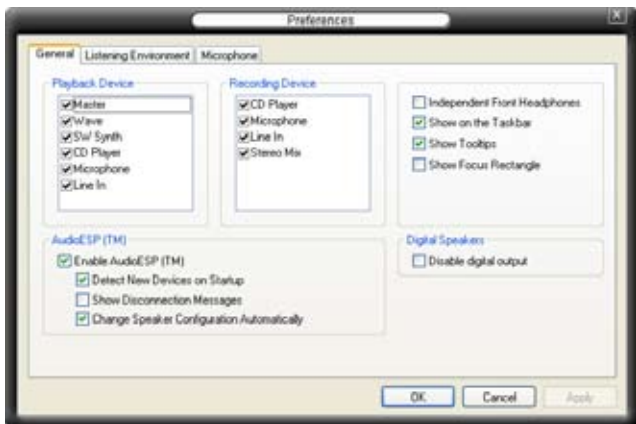 Preferences
X
General
Listening Environment
Microphone
Playback Device
Master
Wave
SW Synth
CD Player
Microphone
Line In
Recording Device
CD Player
Microphone
Line In
Stereo Mix
Independent Front Headphones
Show on the Taskbar
Show Tooltips
Show Focus Rectangle
AudioESP (TM)
Enable AudioESP (TM)
Detect New Devices on Startup
Show Disconnection Messages
Change Speaker Configuration Automatically
Digital Speakers
Disable digital output
OK
Cancel
Apply